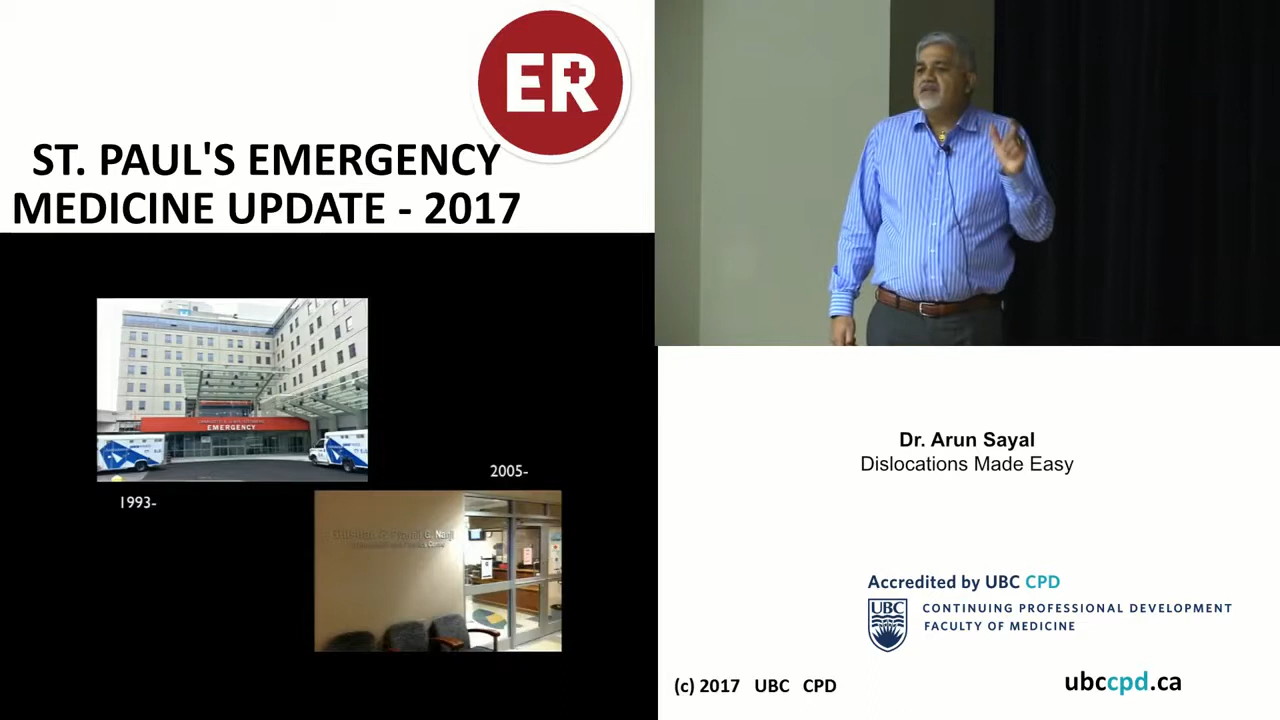 ER
ST. PAUL'S EMERGENCY
MEDICINE UPDATE - 2017
EMERGENCY
1993-
2005-
Dr. Arun Sayal
Dislocations Made Easy
Accredited by UBC CPD
UBC
CONTINUING PROFESSIONAL DEVELOPMENT
FACULTY OF MEDICINE
(c) 2017 UBC CPD
ubccpd.ca